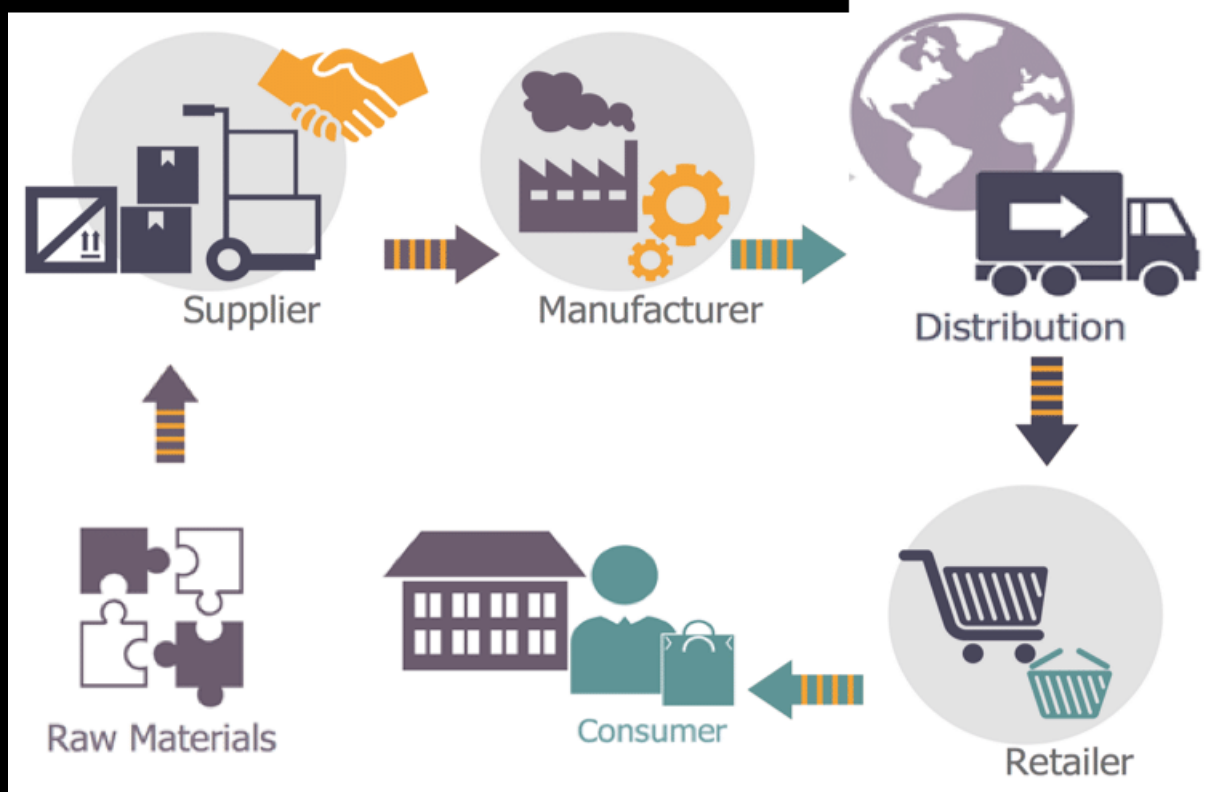 Supplier
Manufacturer
Distribution
Raw Materials
Consumer
Retailer